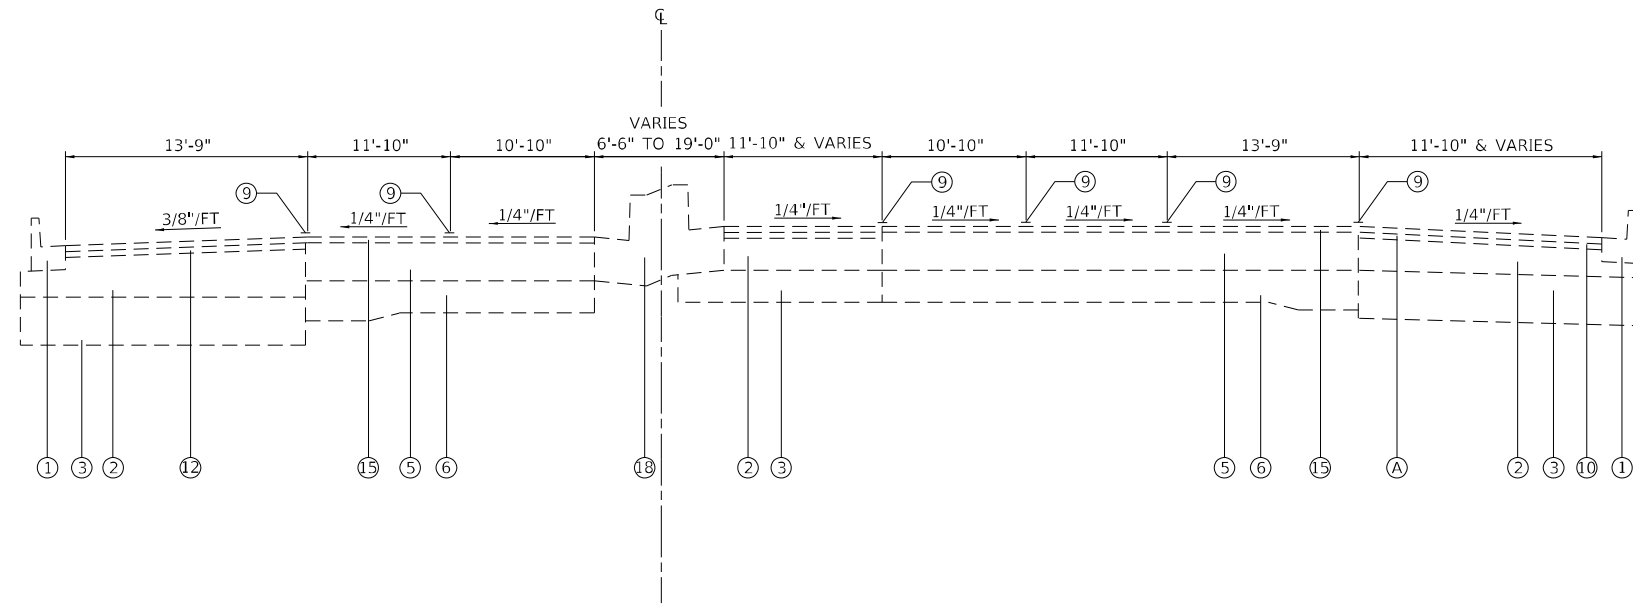 ℄
VARIES
13'-9" 11'-10" 10'-10" 6'-6" TO 19'-0" 11'-10" & VARIES 10'-10" 11'-10" 13'-9" 11'-10" & VARIES
9 9 9 9 9 9
3/8"/FT 1/4"/FT 1/4"/FT 1/4"/FT 1/4"/FT 1/4"/FT 1/4"/FT 1/4"/FT
1 3 2 12 15 5 6 18 2 3 5 6 15 A 2 3 10 1